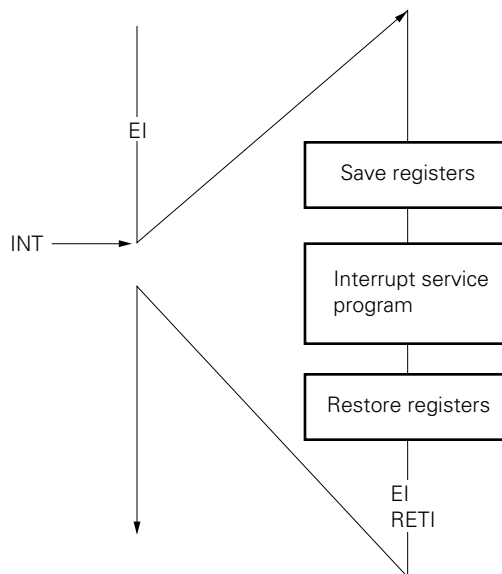 EI
Save registers
INT
Interrupt service
program
Restore registers
EI
RETI